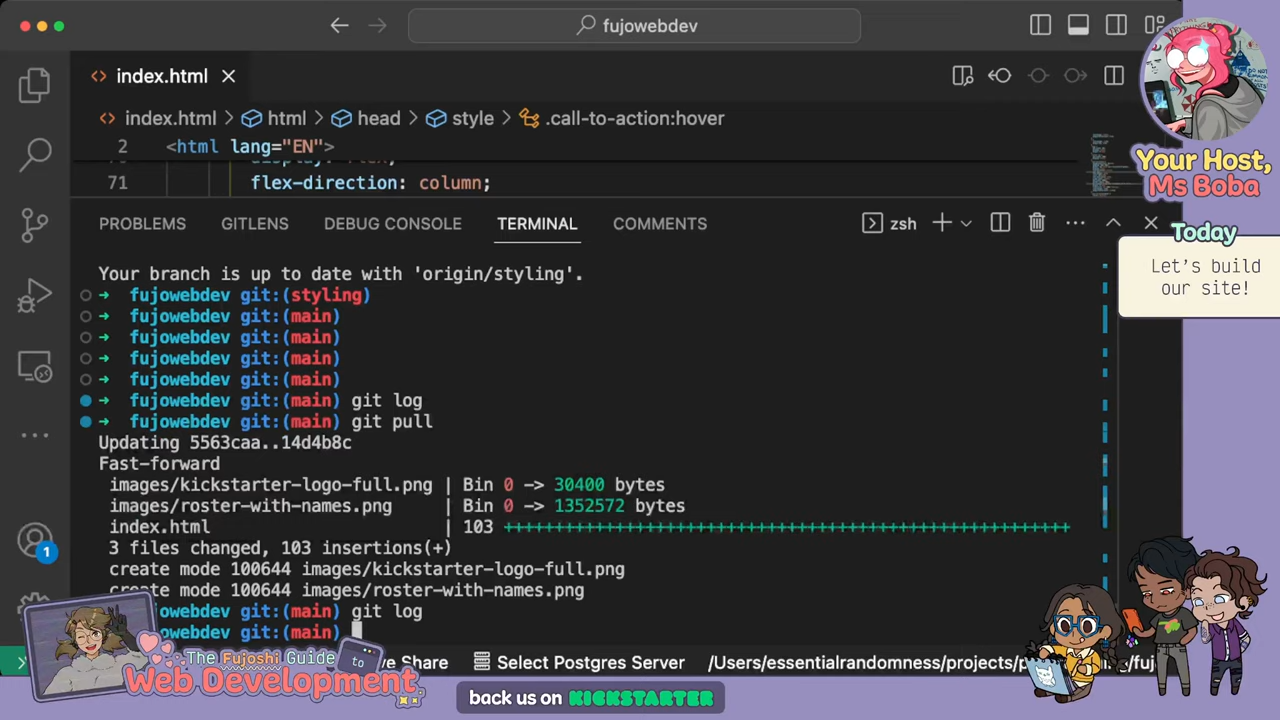 fujowebdev
index.html
index.html > html > head > style > .call-to-action:hover
2 <html lang="EN">
71 flex-direction: column;
PROBLEMS GITLENS DEBUG CONSOLE TERMINAL COMMENTS zsh
Your branch is up to date with 'origin/styling'.
→ fujowebdev git:(styling)
→ fujowebdev git:(main)
→ fujowebdev git:(main)
→ fujowebdev git:(main)
→ fujowebdev git:(main)
→ fujowebdev git:(main) git log
→ fujowebdev git:(main) git pull
Updating 5563caa..14d4b8c
Fast-forward
images/kickstarter-logo-full.png | Bin 0 -> 30400 bytes
images/roster-with-names.png | Bin 0 -> 1352572 bytes
index.html | 103 ++++++++++++++++++++++++++++++++++++++++++++++++++++++++
3 files changed, 103 insertions(+)
create mode 100644 images/kickstarter-logo-full.png
create mode 100644 images/roster-with-names.png
jowebdev git:(main) git log
owebdev git:(main)
1
ve Share Select Postgres Server /Users/essentialrandomness/projects/p
Your Host,
Ms Boba
Today
Let's build
our site!
The Fujoshi Guide to
Web Development
back us on KICKSTARTER